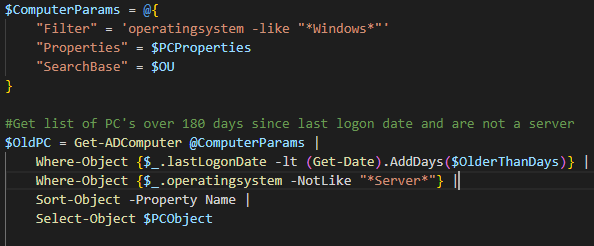 $ComputerParams = @{
    "Filter" = 'operatingsystem -like "*Windows*"'
    "Properties" = $PCProperties
    "SearchBase" = $OU
}
#Get list of PC's over 180 days since last logon date and are not a server
$OldPC = Get-ADComputer @ComputerParams |
    Where-Object {$_.lastLogonDate -lt (Get-Date).AddDays($OlderThanDays)} |
    Where-Object {$_.operatingsystem -NotLike "*Server*"} |
    Sort-Object -Property Name |
    Select-Object $PCObject